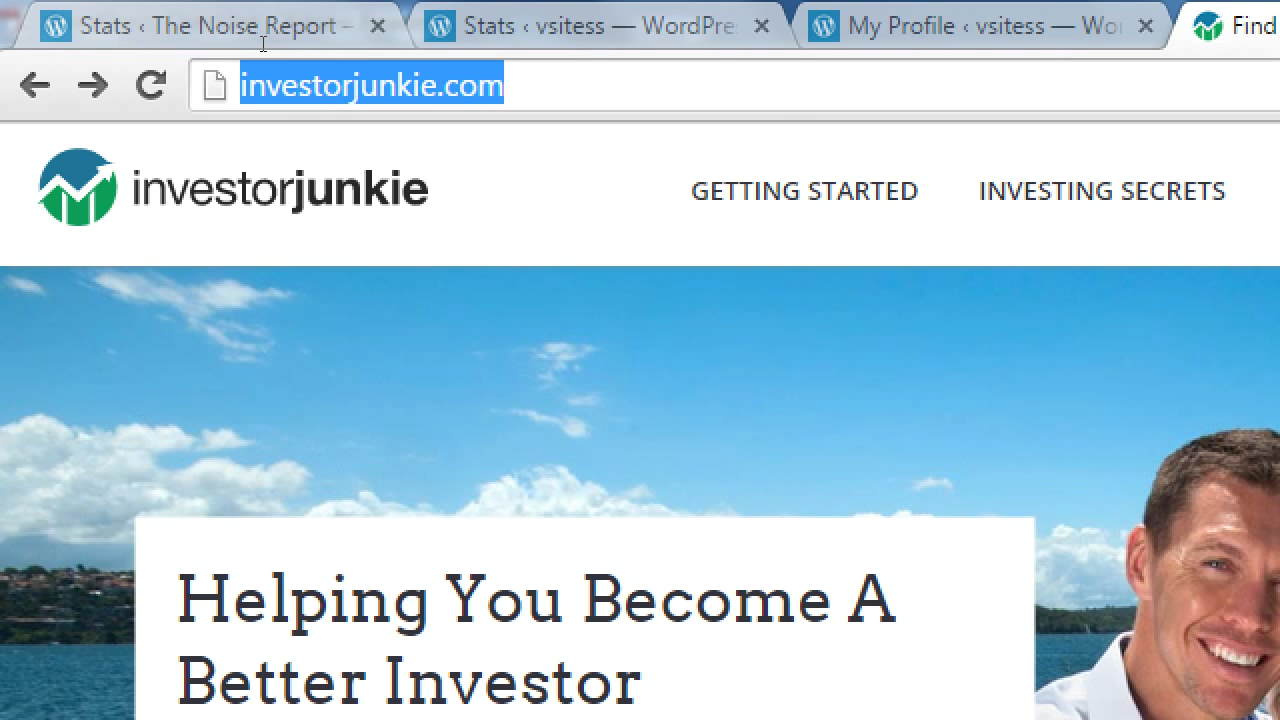 Stats ‹ The Noise Report –
Stats ‹ vsitess — WordPre
My Profile ‹ vsitess — Wo
Find
investorjunkie.com
investorjunkie
GETTING STARTED
INVESTING SECRETS
Helping You Become A
Better Investor